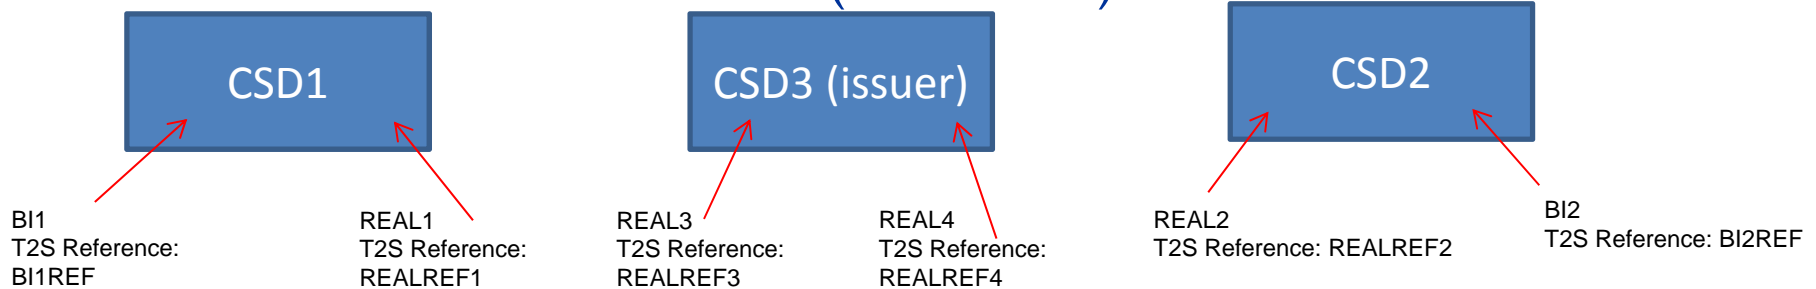 CSD1
CSD3 (issuer)
CSD2
BI1
T2S Reference:
BI1REF
REAL1
T2S Reference:
REALREF1
REAL3
T2S Reference:
REALREF3
REAL4
T2S Reference:
REALREF4
REAL2
T2S Reference: REALREF2
BI2
T2S Reference: BI2REF